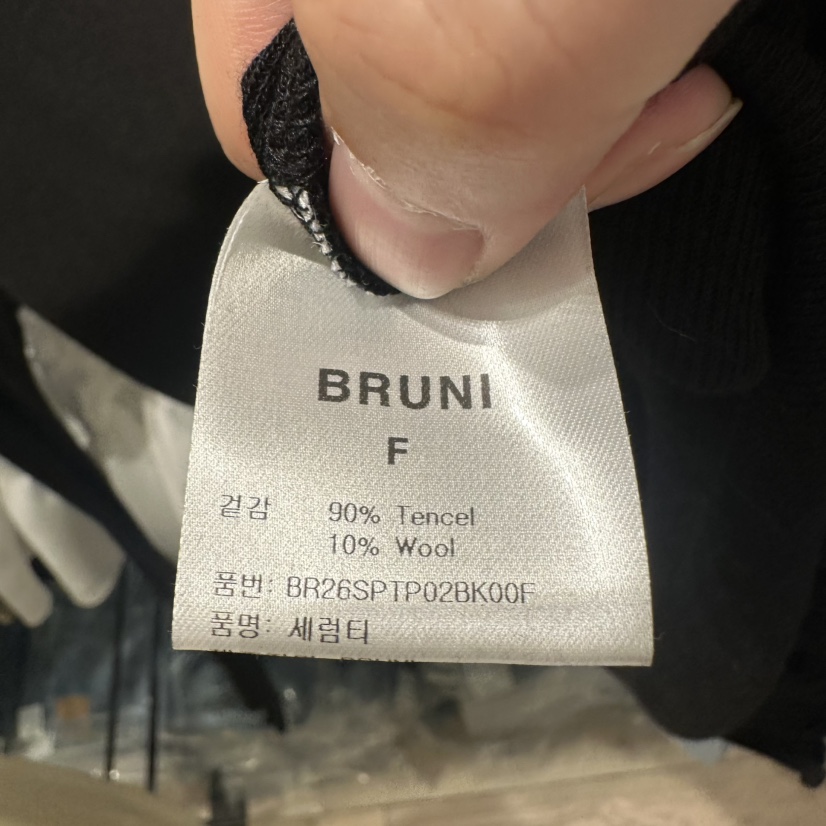 BRUNI
F
겉감 90% Tencel
10% Wool
품번: BR26SPTP02BK00F
품명: 세럼티